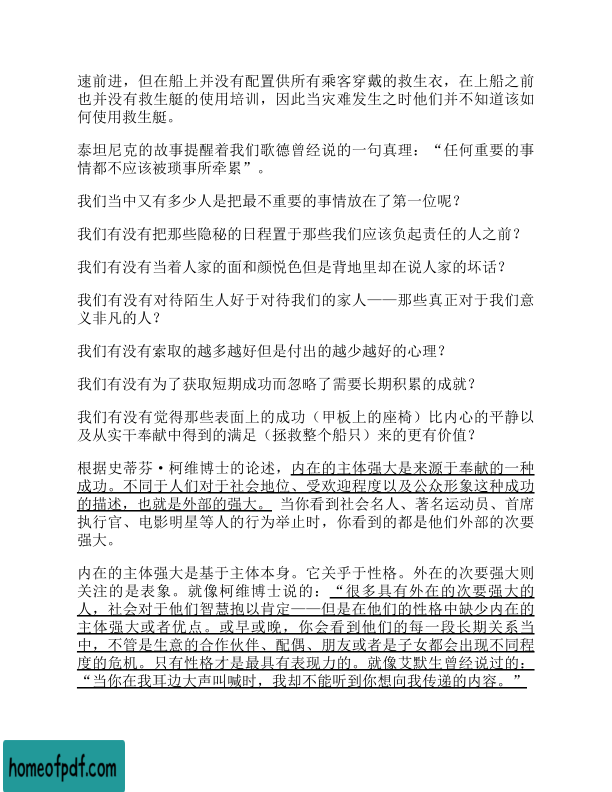 速前进，但在船上并没有配置供所有乘客穿戴的救生衣，在上船之前
也并没有救生艇的使用培训，因此当灾难发生之时他们并不知道该如
何使用救生艇。
泰坦尼克的故事提醒着我们歌德曾经说的一句真理：“任何重要的事
情都不应该被琐事所牵累”。
我们当中又有多少人是把最不重要的事情放在了第一位呢？
我们有没有把那些隐秘的日程置于那些我们应该负起责任的人之前？
我们有没有当着人家的面和颜悦色但是背地里却在说人家的坏话？
我们有没有对待陌生人好于对待我们的家人——那些真正对于我们意
义非凡的人？
我们有没有索取的越多越好但是付出的越少越好的心理？
我们有没有为了获取短期成功而忽略了需要长期积累的成就？
我们有没有觉得那些表面上的成功（甲板上的座椅）比内心的平静以
及从实干奉献中得到的满足（拯救整个船只）来的更有价值？
根据史蒂芬·柯维博士的论述，内在的主体强大是来源于奉献的一种
成功。不同于人们对于社会地位、受欢迎程度以及公众形象这种成功
的描述，也就是外部的强大。 当你看到社会名人、著名运动员、首席
执行官、电影明星等人的行为举止时，你看到的都是他们外部的次要
强大。
内在的主体强大是基于主体本身。它关乎于性格。外在的次要强大则
关注的是表象。就像柯维博士说的：“很多具有外在的次要强大的
人，社会对于他们智慧抱以肯定——但是在他们的性格中缺少内在的
主体强大或者优点。或早或晚，你会看到他们的每一段长期关系当
中，不管是生意的合作伙伴、配偶、朋友或者是子女都会出现不同程
度的危机。只有性格才是最具有表现力的。就像艾默生曾经说过的：
“当你在我耳边大声叫喊时，我却不能听到你想向我传递的内容。”
homeofpdf.com